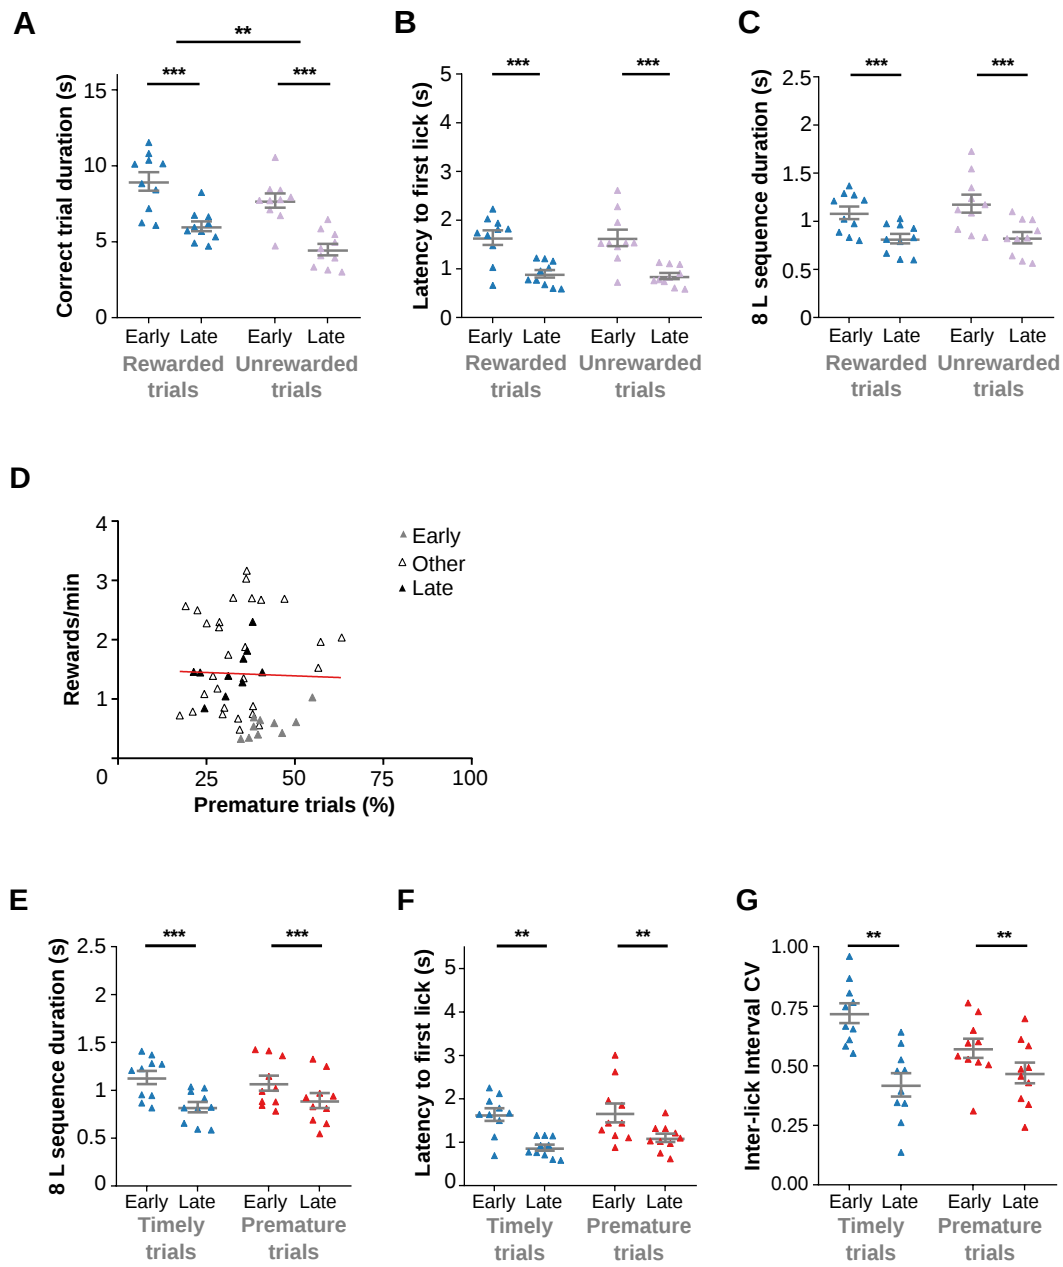 A
**
***
***
Correct trial duration (s)
15
10
5
0
Early Late Early Late
Rewarded trials
Unrewarded trials
B
***
***
Latency to first lick (s)
5
4
3
2
1
0
Early Late Early Late
Rewarded trials
Unrewarded trials
C
***
***
8 L sequence duration (s)
2.5
2
1.5
1
0.5
0
Early Late Early Late
Rewarded trials
Unrewarded trials
D
Rewards/min
4
3
2
1
0
25
50
75
100
Premature trials (%)
Early
Other
Late
E
***
***
8 L sequence duration (s)
2.5
2
1.5
1
0.5
0
Early Late Early Late
Timely trials
Premature trials
F
**
**
Latency to first lick (s)
5
4
3
2
1
0
Early Late Early Late
Timely trials
Premature trials
G
**
**
Inter-lick Interval CV
1.00
0.75
0.50
0.25
0.00
Early Late Early Late
Timely trials
Premature trials